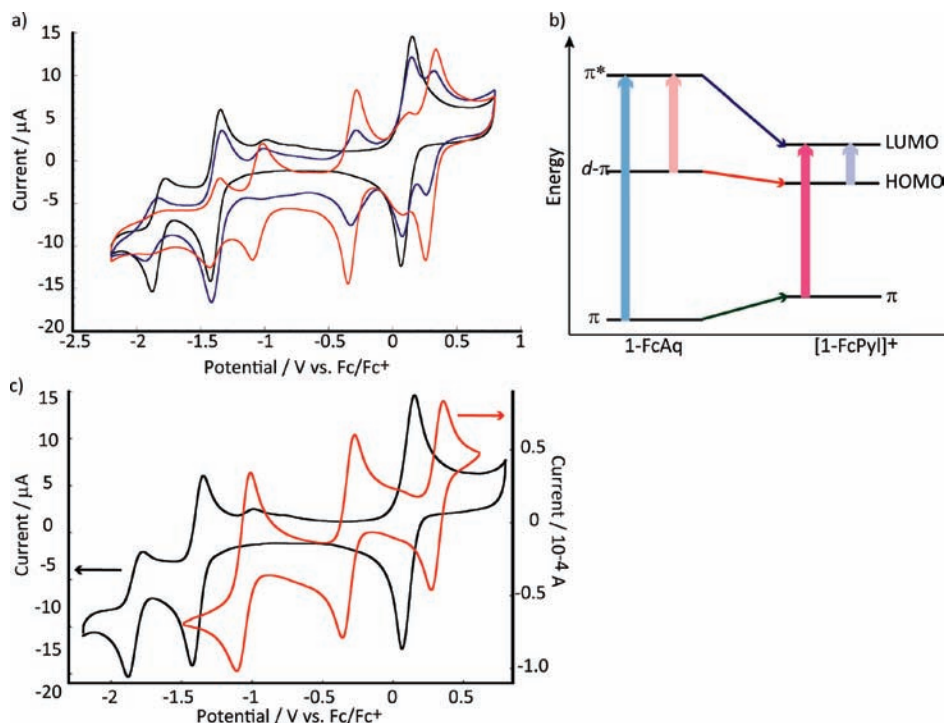 a)
15
10
5
0
-5
-10
-15
-20
Current / μA
-2.5
-2
-1.5
-1
-0.5
0
0.5
1
Potential / V vs. Fc/Fc+
b)
Energy
π*
d-π
π
LUMO
HOMO
π
1-FcAq
[1-FcPyl]+
c)
15
10
5
0
-5
-10
-15
-20
Current / μA
0.5
0
-0.5
-1.0
Current / 10-4 A
-2
-1.5
-1
-0.5
0
0.5
Potential / V vs. Fc/Fc+